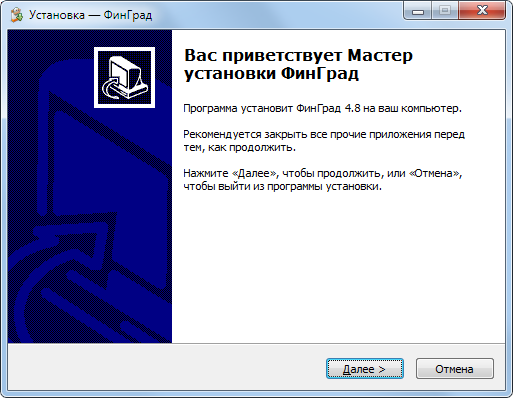 Установка — ФинГрад
Вас приветствует Мастер
установки ФинГрад
Программа установит ФинГрад 4.8 на ваш компьютер.
Рекомендуется закрыть все прочие приложения перед
тем, как продолжить.
Нажмите «Далее», чтобы продолжить, или «Отмена»,
чтобы выйти из программы установки.
Далее >
Отмена